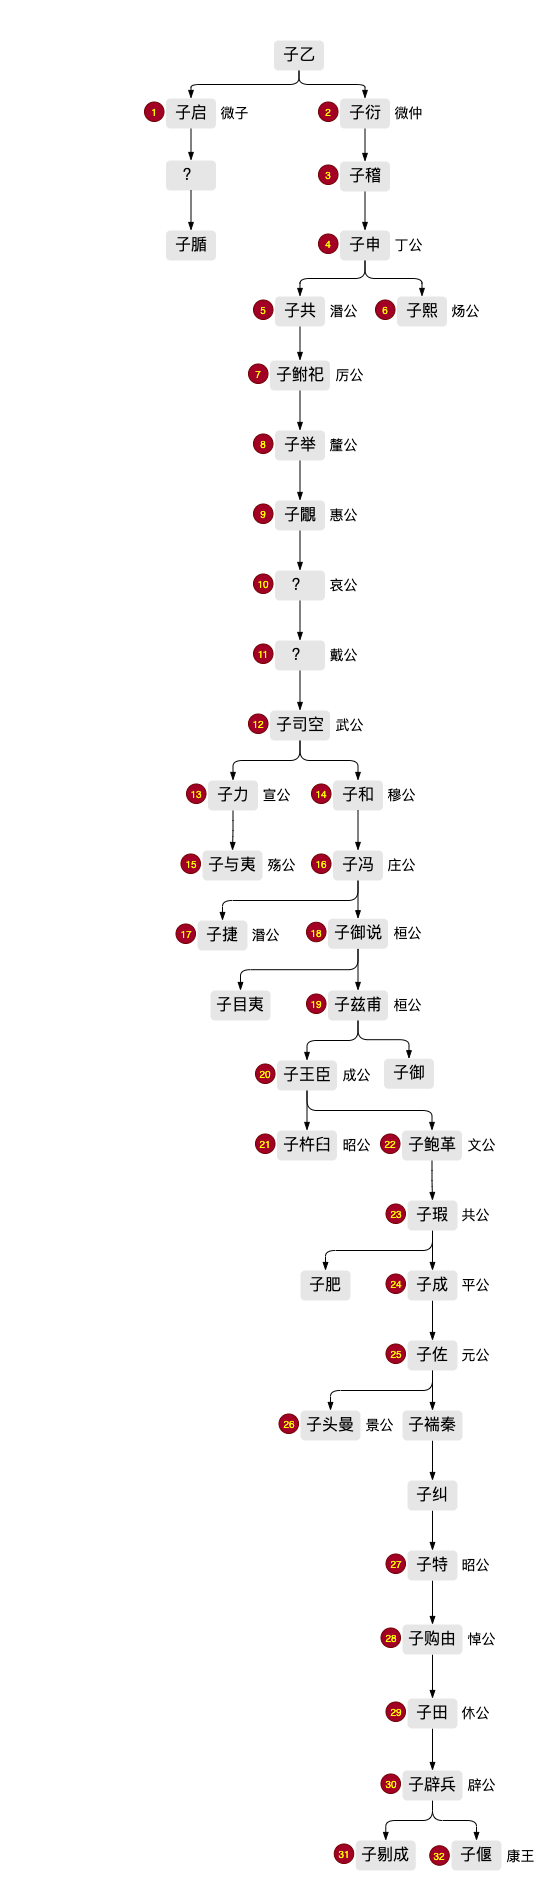 子乙
1 子启 微子 2 子衍 微仲
? 3 子稽
子腯 4 子申 丁公
5 子共 湣公 6 子熙 炀公
7 子鲋祀 厉公
8 子举 釐公
9 子覸 惠公
10 ? 哀公
11 ? 戴公
12 子司空 武公
13 子力 宣公 14 子和 穆公
15 子与夷 殇公 16 子冯 庄公
17 子捷 湣公 18 子御说 桓公
子目夷 19 子兹甫 桓公
20 子王臣 成公 子御
21 子杵臼 昭公 22 子鲍革 文公
23 子瑕 共公
子肥 24 子成 平公
25 子佐 元公
26 子头曼 景公 子褍秦
子纠
27 子特 昭公
28 子购由 悼公
29 子田 休公
30 子辟兵 辟公
31 子剔成 32 子偃 康王